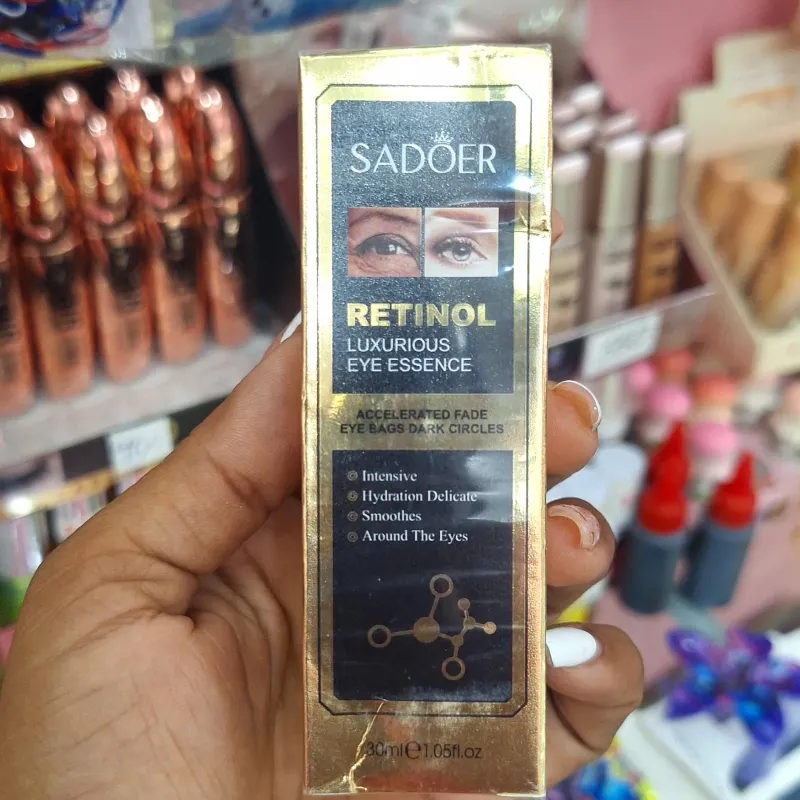 SADOER
RETINOL
LUXURIOUS
EYE ESSENCE
ACCELERATED FADE
EYE BAGS DARK CIRCLES
Intensive
Hydration Delicate
Smoothes
Around The Eyes
30ml e 1.05fl.oz